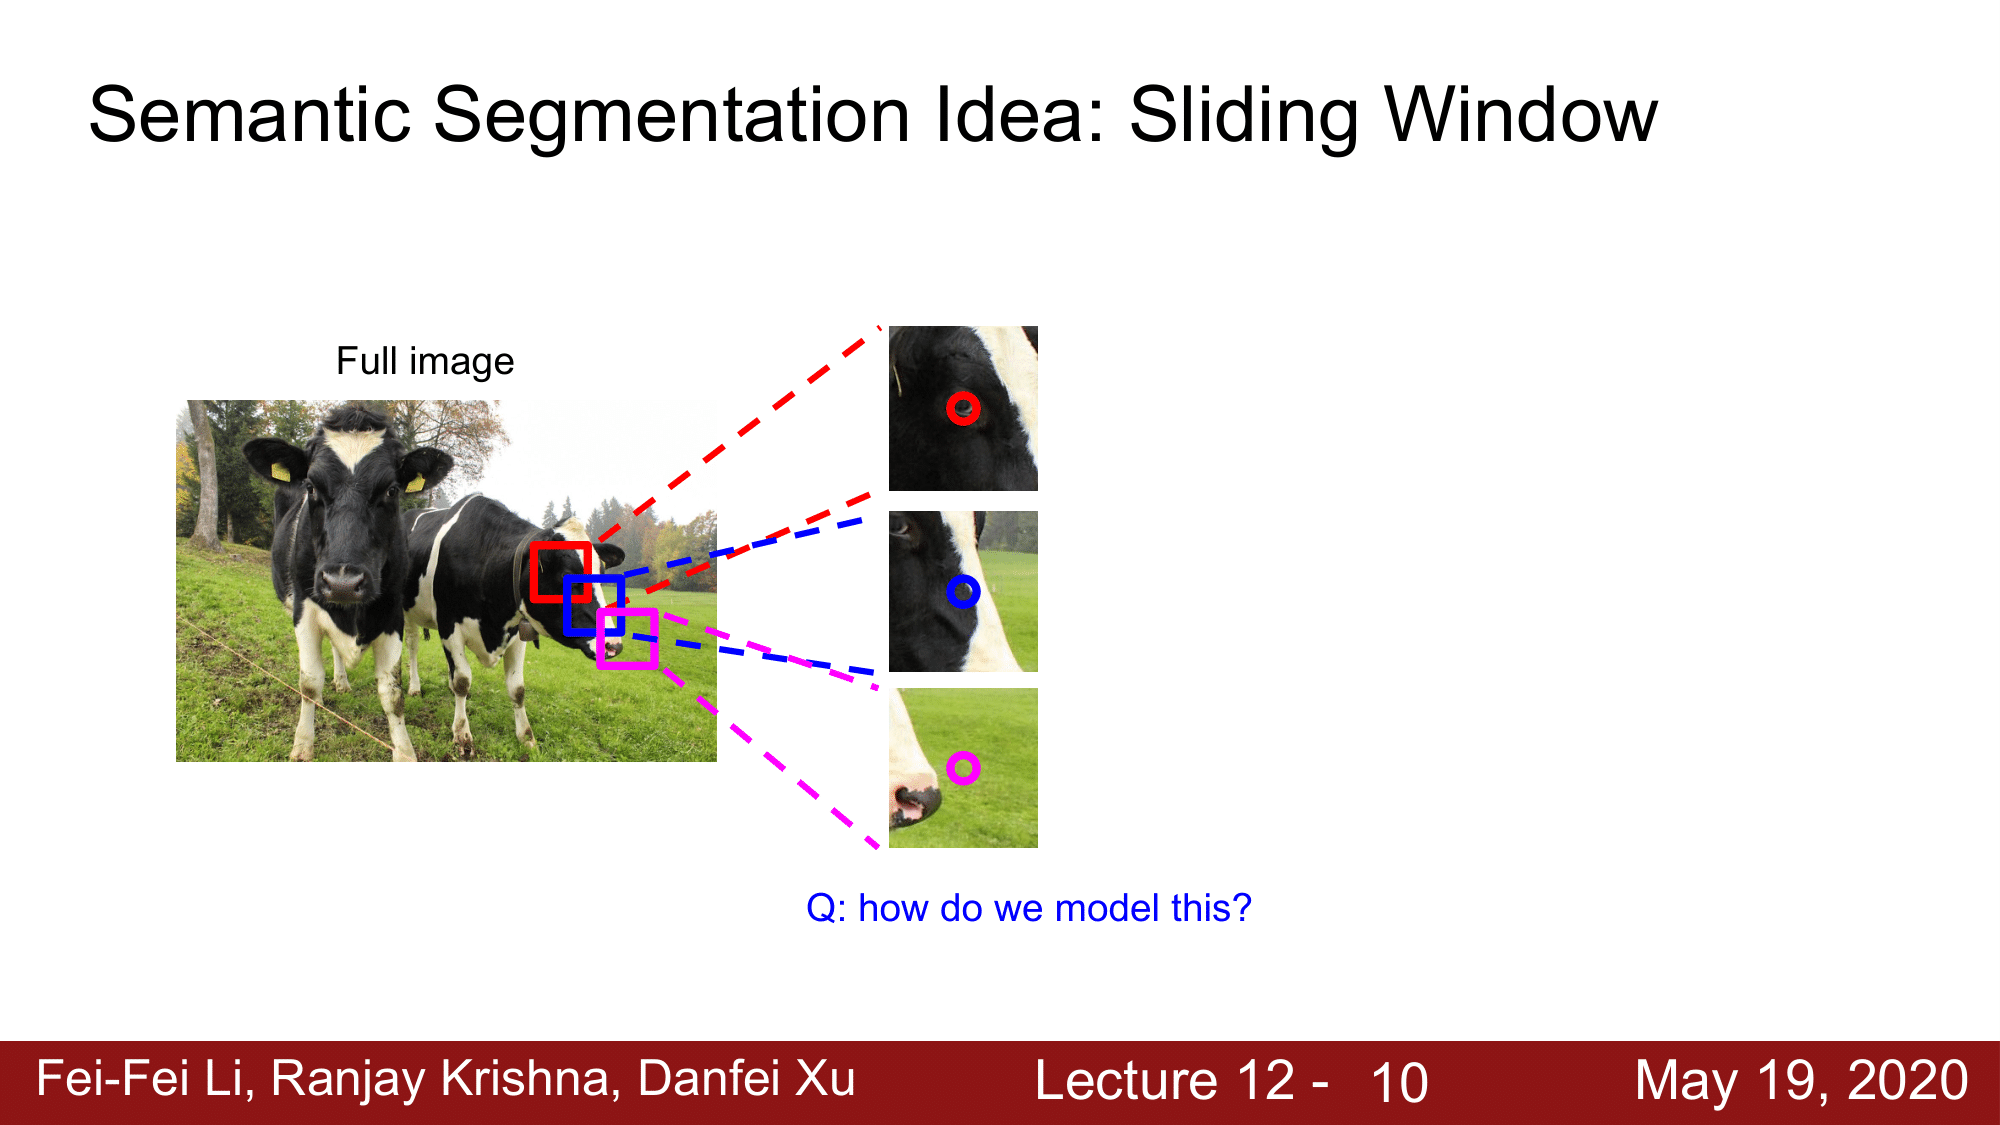 Semantic Segmentation Idea: Sliding Window
Full image
Q: how do we model this?
Fei-Fei Li, Ranjay Krishna, Danfei Xu
Lecture 12 - 10
May 19, 2020